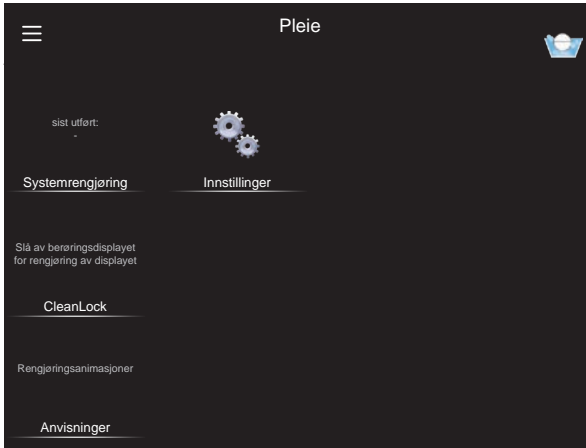 Pleie
sist utført:
-
Systemrengjøring
Innstillinger
Slå av berøringsdisplayet
for rengjøring av displayet
CleanLock
Rengjøringsanimasjoner
Anvisninger